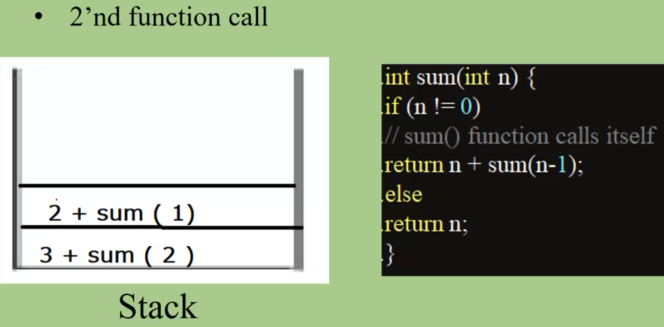 • 2’nd function call
2 + sum ( 1)
3 + sum ( 2 )
Stack
int sum(int n) {
if (n != 0)
// sum() function calls itself
return n + sum(n-1);
else
return n;
}